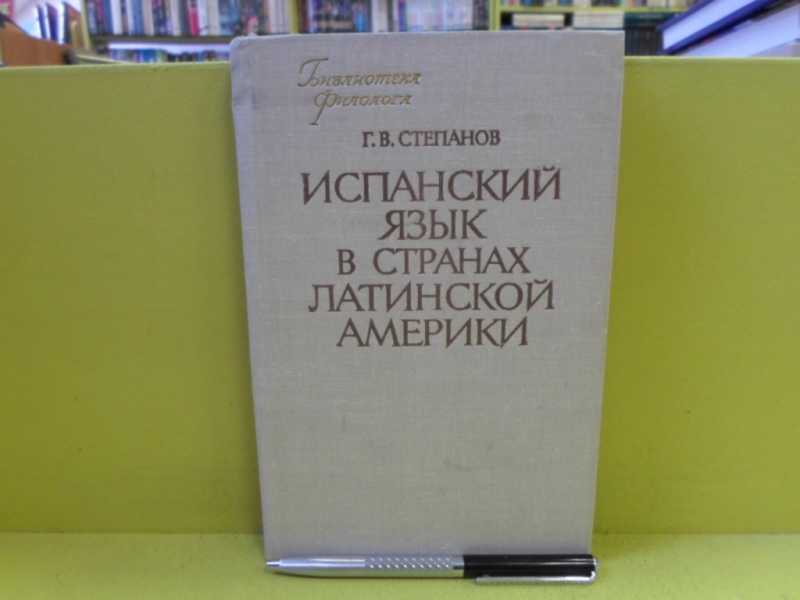 Библиотека
Филолога
Г. В. СТЕПАНОВ
ИСПАНСКИЙ
ЯЗЫК
В СТРАНАХ
ЛАТИНСКОЙ
АМЕРИКИ